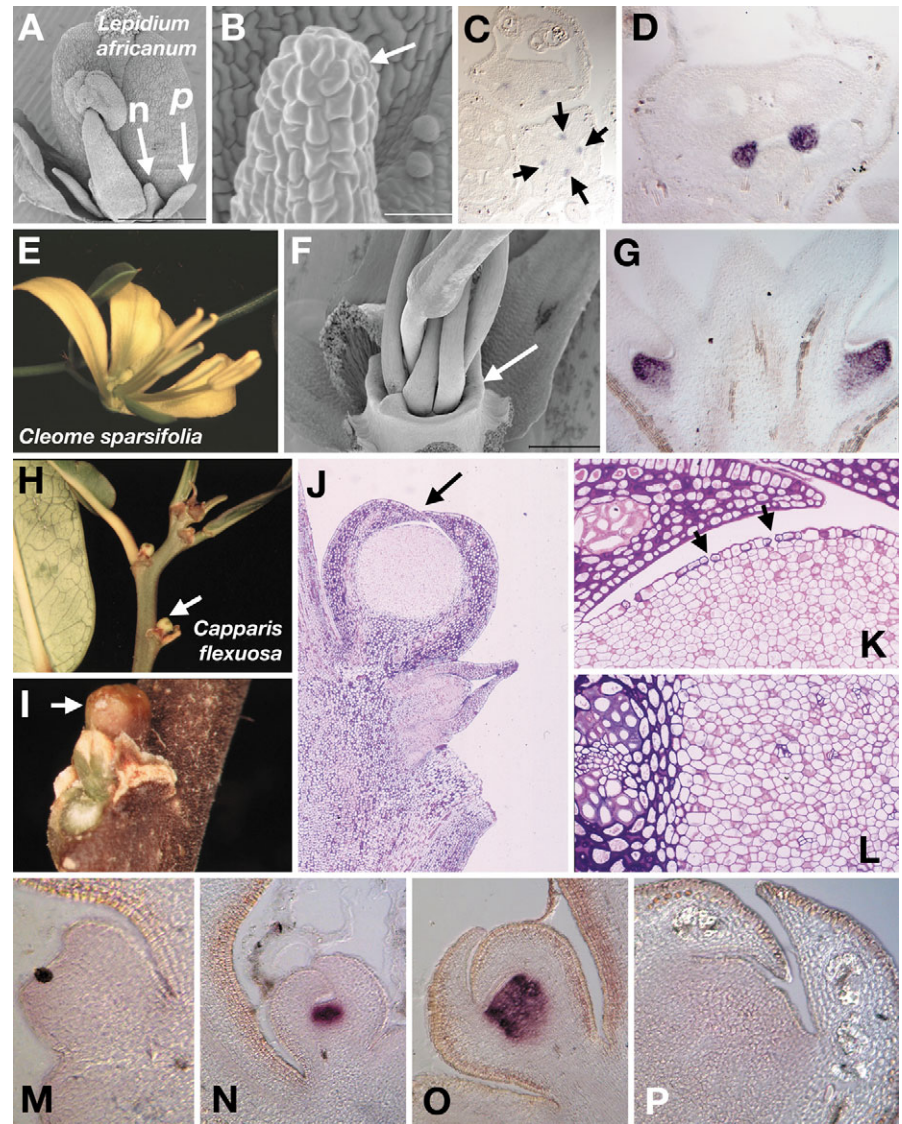 A
Lepidium
africanum
n
p
B
C
D
E
Cleome sparsifolia
F
G
H
Capparis
flexuosa
I
J
K
L
M
N
O
P